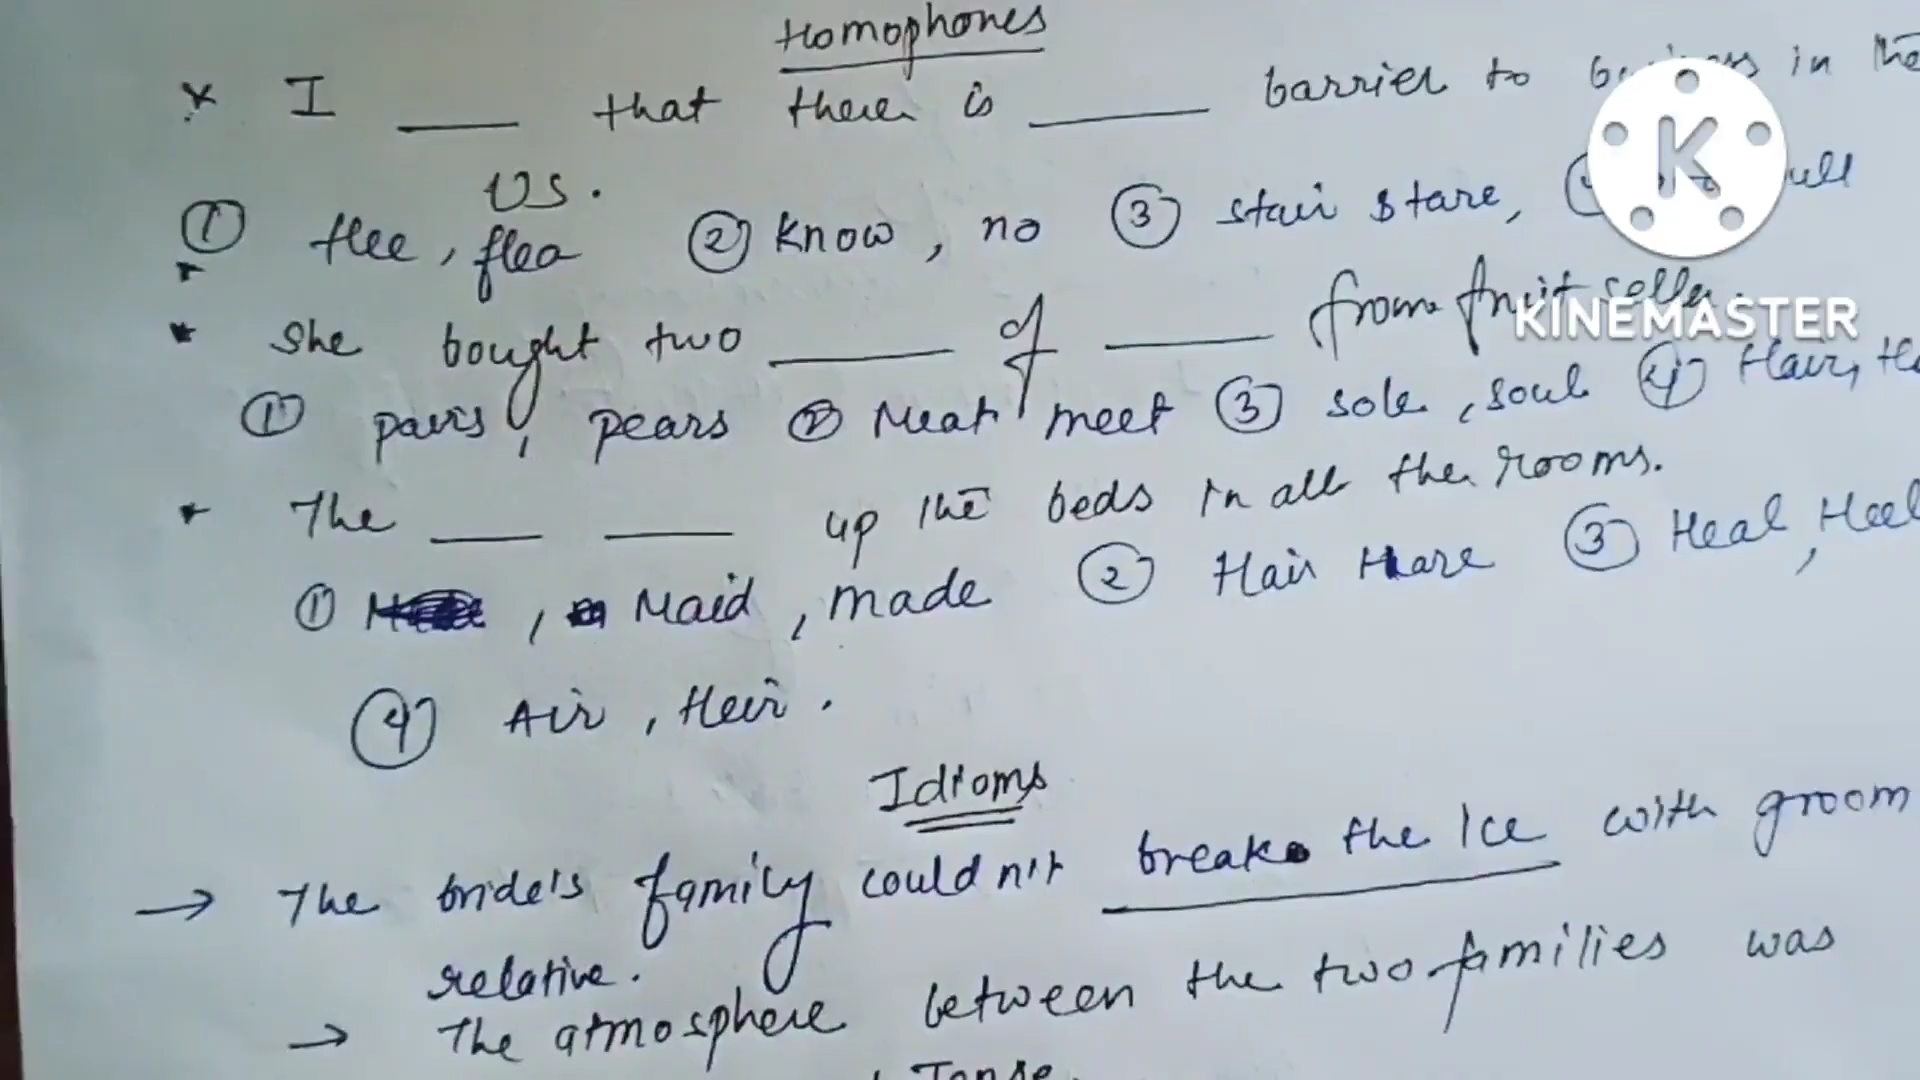 Homophones
* I ____ that there is ____ barrier to in the
US.
① flee, flea ② Know, no ③ stair stare,
* She bought two ____ of ____ from fruit seller.
① pairs, pears ② Meat meet ③ sole, soul ④ Hair,
* The ____ ____ up the beds in all the rooms.
① , Maid, made ② Hair Hare ③ Heal, Heel
④ Air, Heir.
Idioms
→ The bride's family couldn't break the Ice with groom
relative.
→ The atmosphere between the two families was
Tense.
KINEMASTER